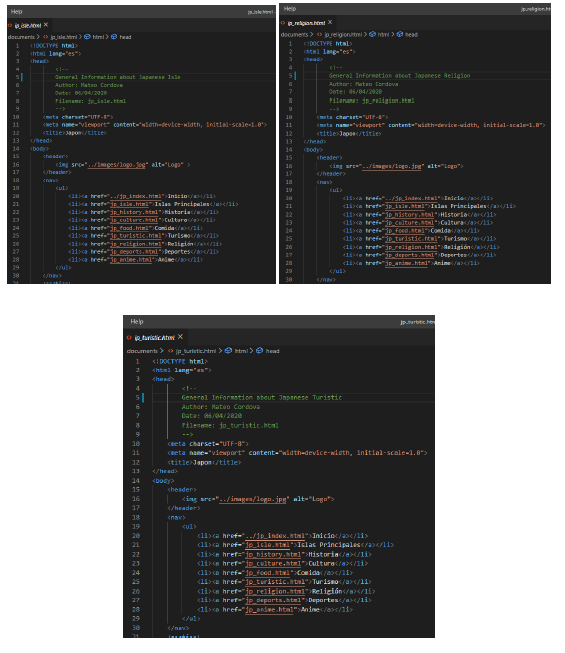 Help
jp_isle.html
jp_isle.html ✕
documents > jp_isle.html > html > head
1 <!DOCTYPE html>
2 <html lang="es">
3 <head>
4 <!--
5 General Information about Japanese Isle
6 Author: Mateo Cordova
7 Date: 06/04/2020
8 Filename: jp_isle.html
9 -->
10 <meta charset="UTF-8">
11 <meta name="viewport" content="width=device-width, initial-scale=1.0">
12 <title>Japon</title>
13 </head>
14 <body>
15 <header>
16 <img src="../images/logo.jpg" alt="Logo" >
17 </header>
18 <nav>
19 <ul>
20 <li><a href="../jp_index.html">Inicio</a></li>
21 <li><a href="jp_isle.html">Islas Principales</a></li>
22 <li><a href="jp_history.html">Historia</a></li>
23 <li><a href="jp_culture.html">Cultura</a></li>
24 <li><a href="jp_food.html">Comida</a></li>
25 <li><a href="jp_turistic.html">Turismo</a></li>
26 <li><a href="jp_religion.html">Religión</a></li>
27 <li><a href="jp_deports.html">Deportes</a></li>
28 <li><a href="jp_anime.html">Anime</a></li>
29 </ul>
30 </nav>
Help
jp_religion.ht
jp_religion.html ✕
documents > jp_religion.html > html > head
1 <!DOCTYPE html>
2 <html lang="es">
3 <head>
4 <!--
5 General Information about Japanese Religion
6 Author: Mateo Cordova
7 Date: 06/04/2020
8 Filename: jp_religion.html
9 -->
10 <meta charset="UTF-8">
11 <meta name="viewport" content="width=device-width, initial-scale=1.0">
12 <title>Japon</title>
13 </head>
14 <body>
15 <header>
16 <img src="../images/logo.jpg" alt="Logo">
17 </header>
18 <nav>
19 <ul>
20 <li><a href="../jp_index.html">Inicio</a></li>
21 <li><a href="jp_isle.html">Islas Principales</a></li>
22 <li><a href="jp_history.html">Historia</a></li>
23 <li><a href="jp_culture.html">Cultura</a></li>
24 <li><a href="jp_food.html">Comida</a></li>
25 <li><a href="jp_turistic.html">Turismo</a></li>
26 <li><a href="jp_religion.html">Religión</a></li>
27 <li><a href="jp_deports.html">Deportes</a></li>
28 <li><a href="jp_anime.html">Anime</a></li>
29 </ul>
30 </nav>
Help
jp_turistic.htm
jp_turistic.html ✕
documents > jp_turistic.html > html > head
1 <!DOCTYPE html>
2 <html lang="es">
3 <head>
4 <!--
5 General Information about Japanese Turistic
6 Author: Mateo Cordova
7 Date: 06/04/2020
8 Filename: jp_turistic.html
9 -->
10 <meta charset="UTF-8">
11 <meta name="viewport" content="width=device-width, initial-scale=1.0">
12 <title>Japon</title>
13 </head>
14 <body>
15 <header>
16 <img src="../images/logo.jpg" alt="Logo">
17 </header>
18 <nav>
19 <ul>
20 <li><a href="../jp_index.html">Inicio</a></li>
21 <li><a href="jp_isle.html">Islas Principales</a></li>
22 <li><a href="jp_history.html">Historia</a></li>
23 <li><a href="jp_culture.html">Cultura</a></li>
24 <li><a href="jp_food.html">Comida</a></li>
25 <li><a href="jp_turistic.html">Turismo</a></li>
26 <li><a href="jp_religion.html">Religión</a></li>
27 <li><a href="jp_deports.html">Deportes</a></li>
28 <li><a href="jp_anime.html">Anime</a></li>
29 </ul>
30 </nav>
31